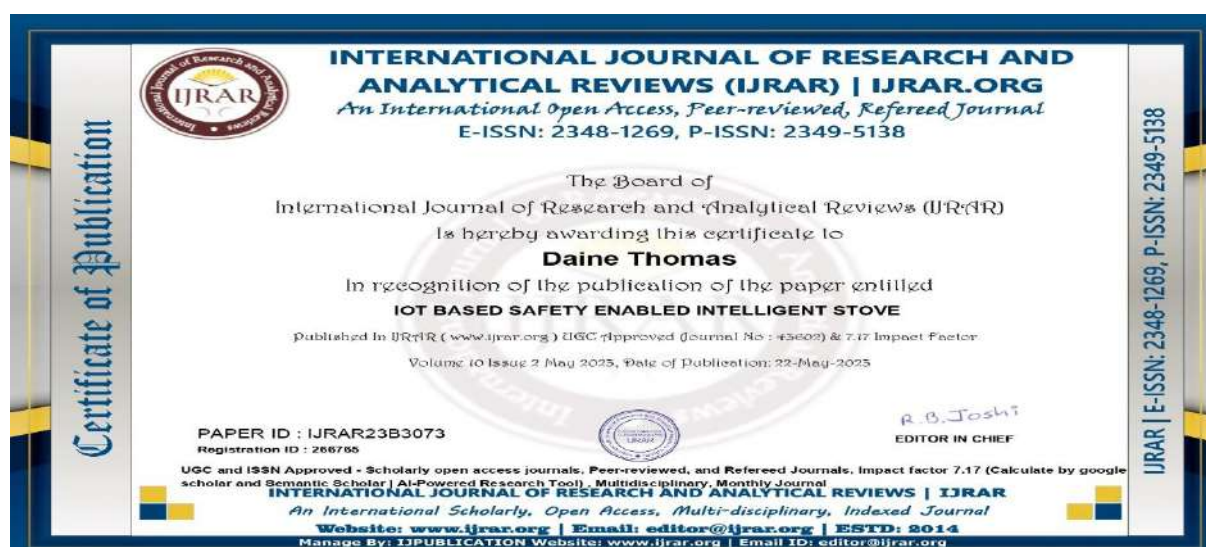 Certificate of Publication
International Journal of Research and Analytical Reviews
IJRAR
INTERNATIONAL JOURNAL OF RESEARCH AND
ANALYTICAL REVIEWS (IJRAR) | IJRAR.ORG
An International Open Access, Peer-reviewed, Refereed Journal
E-ISSN: 2348-1269, P-ISSN: 2349-5138
The Board of
International Journal of Research and Analytical Reviews (IJRAR)
Is hereby awarding this certificate to
Daine Thomas
In recognition of the publication of the paper entitled
IOT BASED SAFETY ENABLED INTELLIGENT STOVE
Published In IJRAR ( www.ijrar.org ) UGC Approved (Journal No : 43602) & 7.17 Impact Factor
Volume 10 Issue 2 May 2023, Date of Publication: 22-May-2023
R.B.Joshi
PAPER ID : IJRAR23B3073
EDITOR IN CHIEF
Registration ID : 266765
UGC and ISSN Approved - Scholarly open access journals, Peer-reviewed, and Refereed Journals, Impact factor 7.17 (Calculate by google
scholar and Semantic Scholar | AI-Powered Research Tool) , Multidisciplinary, Monthly Journal
INTERNATIONAL JOURNAL OF RESEARCH AND ANALYTICAL REVIEWS | IJRAR
An International Scholarly, Open Access, Multi-disciplinary, Indexed Journal
Website: www.ijrar.org | Email: editor@ijrar.org | ESTD: 2014
Manage By: IJPUBLICATION Website: www.ijrar.org | Email ID: editor@ijrar.org
IJRAR | E-ISSN: 2348-1269, P-ISSN: 2349-5138